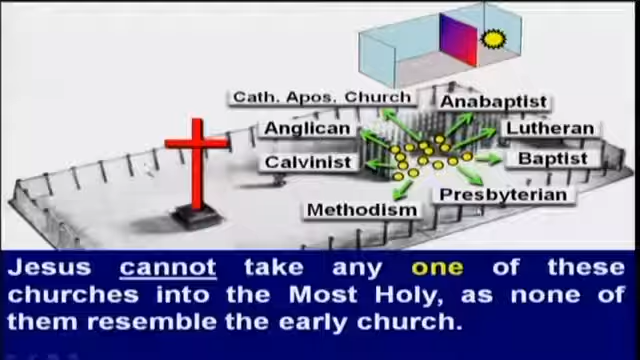 Cath. Apos. Church
Anabaptist
Anglican
Lutheran
Calvinist
Baptist
Presbyterian
Methodism
Jesus cannot take any one of these
churches into the Most Holy, as none of
them resemble the early church.